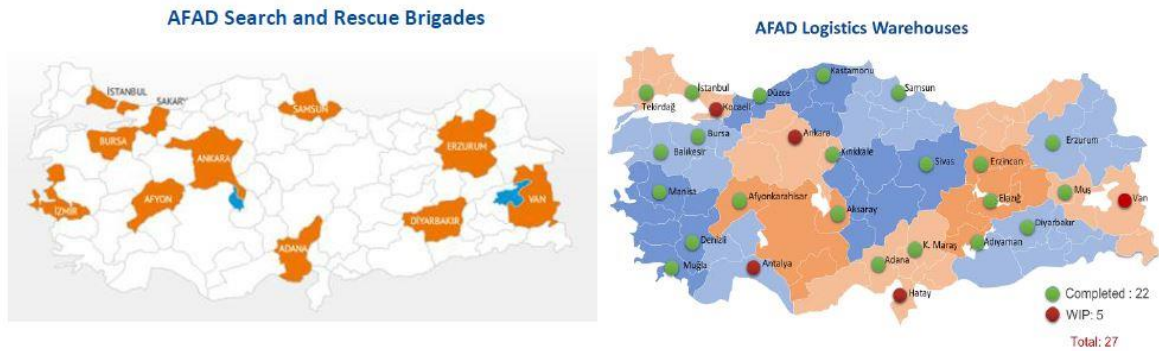 AFAD Search and Rescue Brigades
İSTANBUL
SAKARY
SAMSUN
BURSA
ANKARA
ERZURUM
İZMİR
AFYON
VAN
DİYARBAKIR
ADANA
AFAD Logistics Warehouses
Kastamonu
İstanbul
Düzce
Samsun
Tekirdağ
Kocaeli
Bursa
Ankara
Erzurum
Balıkesir
Kırıkkale
Sivas
Erzincan
Manisa
Muş
Van
Afyonkarahisar
Elazığ
Aksaray
Diyarbakır
Denizli
K. Maraş
Adıyaman
Muğla
Antalya
Adana
Hatay
Completed : 22
WIP: 5
Total: 27